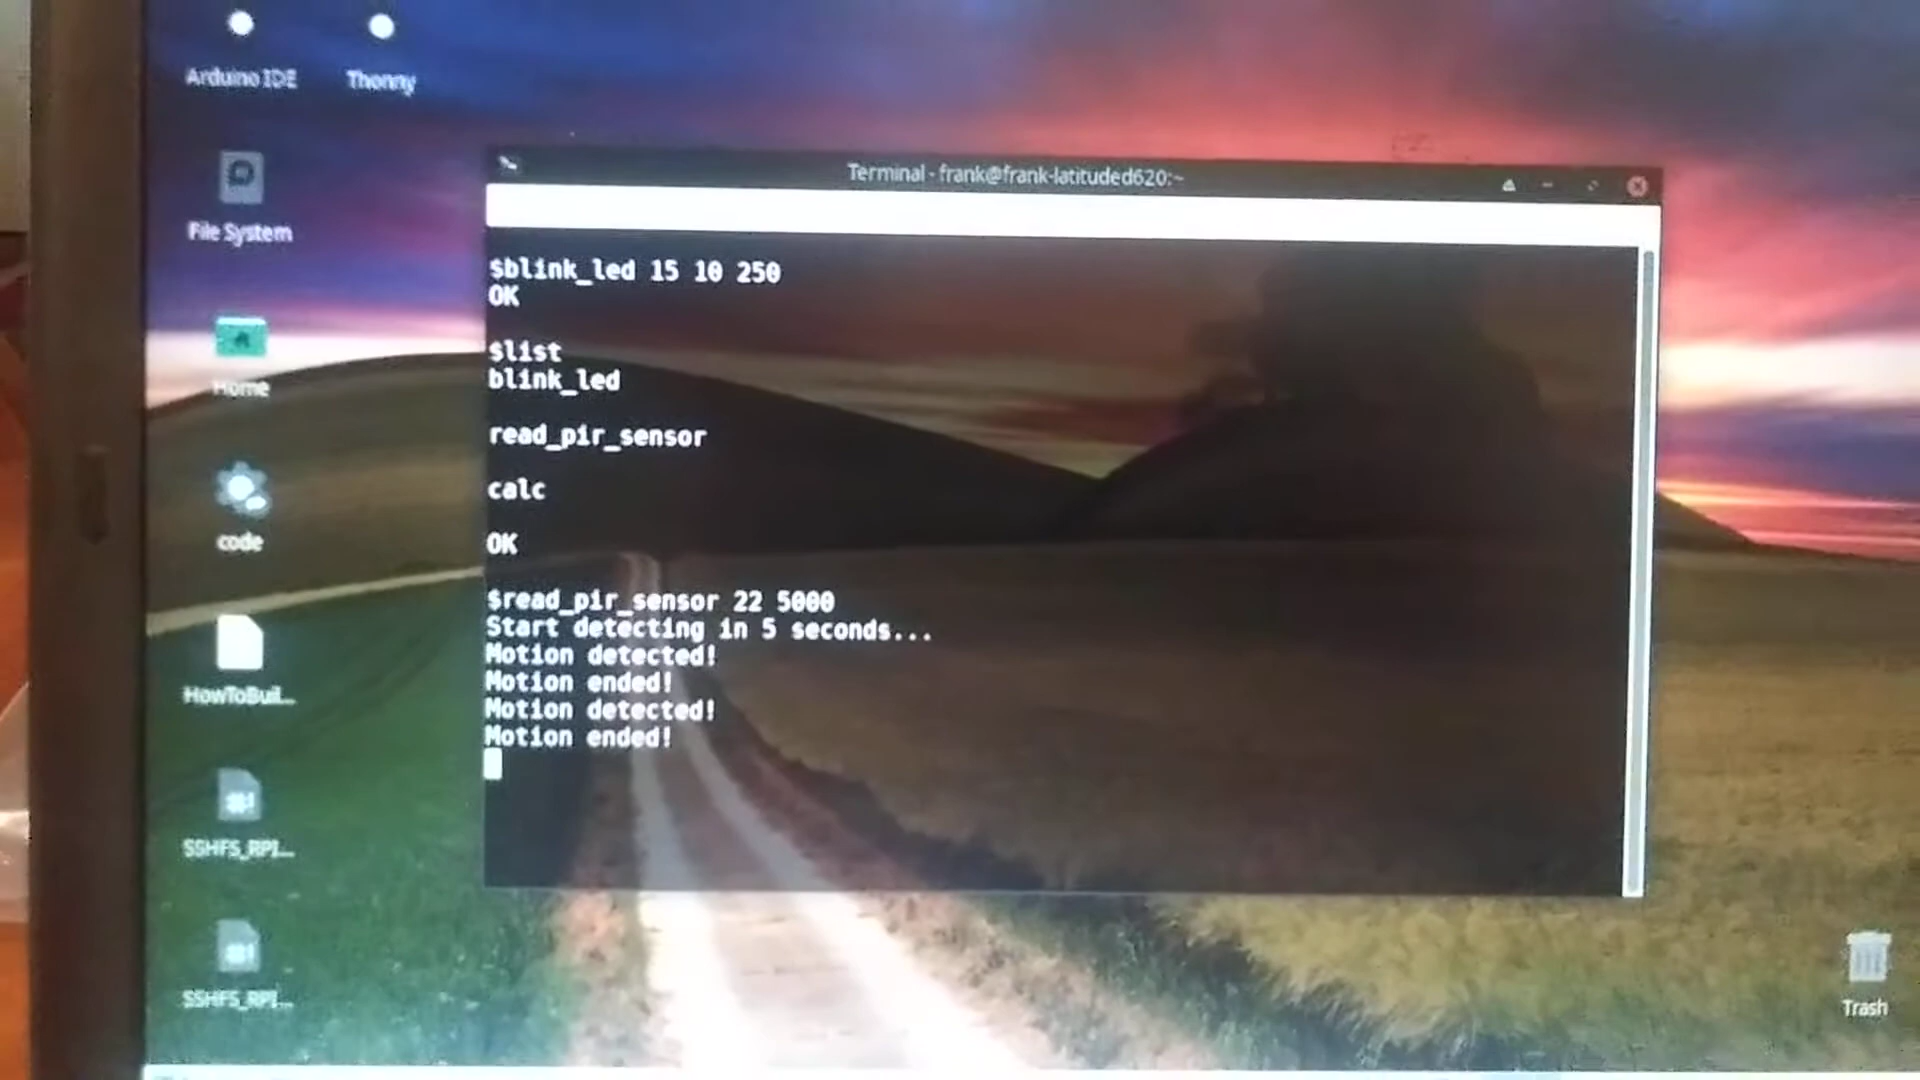 Arduino IDE
Thonny
File System
Home
code
HowToBuil...
SSHFS_RPI...
SSHFS_RPI...
Terminal - frank@frank-latituded620:~
$blink_led 15 10 250
OK
$list
blink_led
read_pir_sensor
calc
OK
$read_pir_sensor 22 5000
Start detecting in 5 seconds...
Motion detected!
Motion ended!
Motion detected!
Motion ended!
Trash